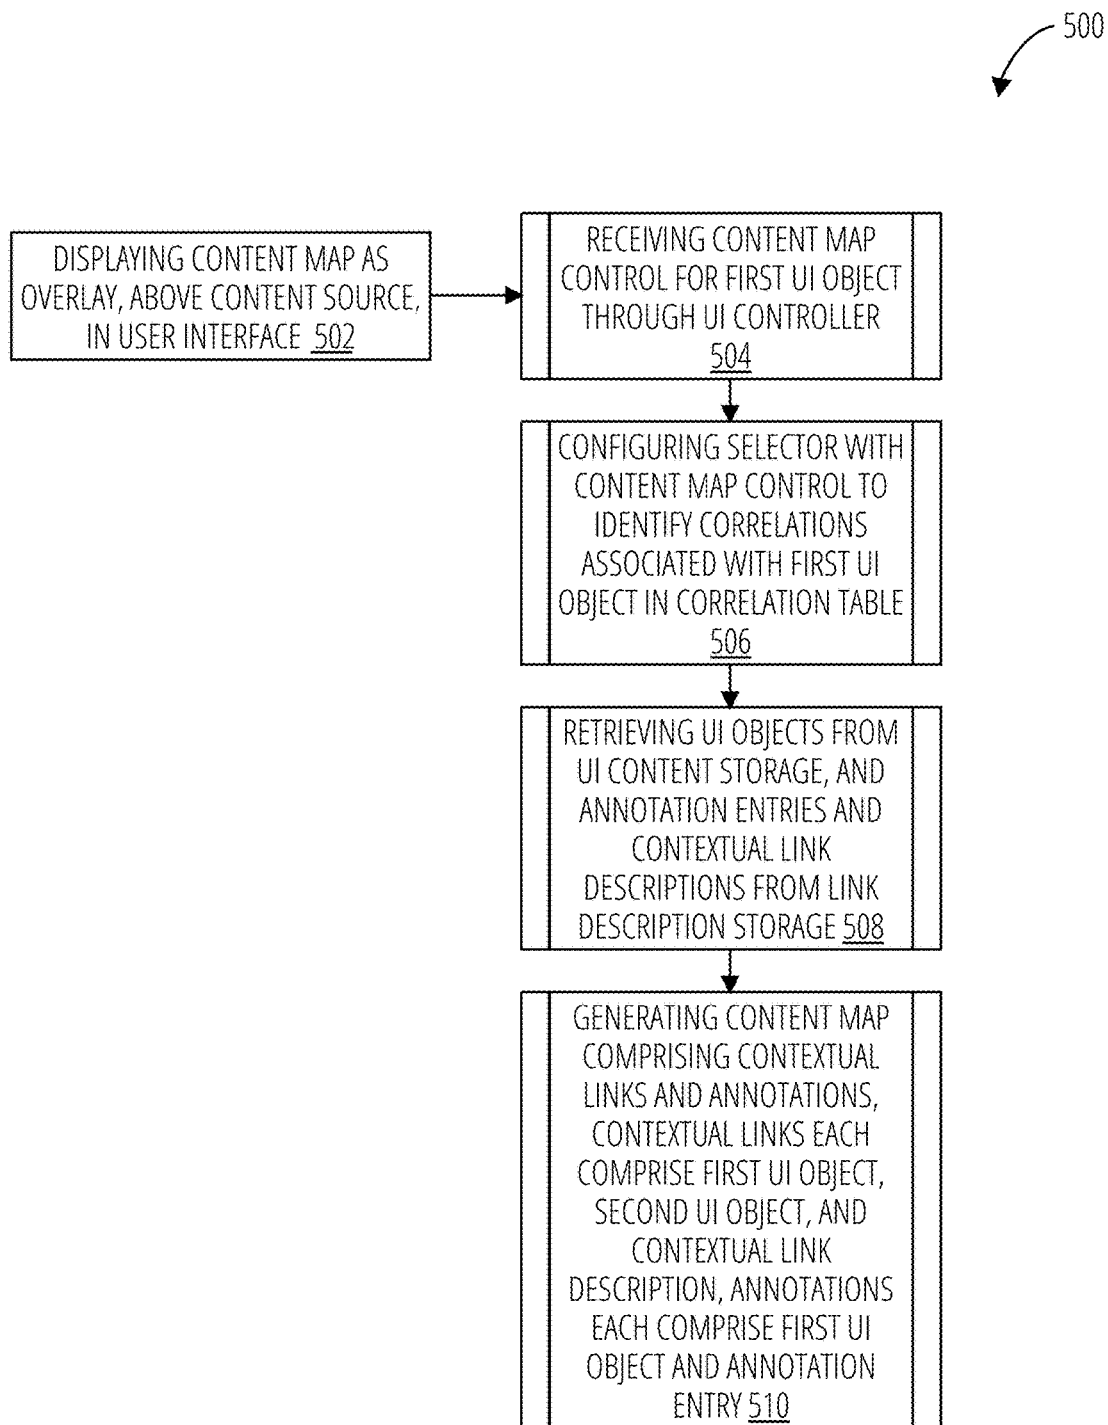 500
DISPLAYING CONTENT MAP AS
OVERLAY, ABOVE CONTENT SOURCE,
IN USER INTERFACE 502
RECEIVING CONTENT MAP
CONTROL FOR FIRST UI OBJECT
THROUGH UI CONTROLLER
504
CONFIGURING SELECTOR WITH
CONTENT MAP CONTROL TO
IDENTIFY CORRELATIONS
ASSOCIATED WITH FIRST UI
OBJECT IN CORRELATION TABLE
506
RETRIEVING UI OBJECTS FROM
UI CONTENT STORAGE, AND
ANNOTATION ENTRIES AND
CONTEXTUAL LINK
DESCRIPTIONS FROM LINK
DESCRIPTION STORAGE 508
GENERATING CONTENT MAP
COMPRISING CONTEXTUAL
LINKS AND ANNOTATIONS,
CONTEXTUAL LINKS EACH
COMPRISE FIRST UI OBJECT,
SECOND UI OBJECT, AND
CONTEXTUAL LINK
DESCRIPTION, ANNOTATIONS
EACH COMPRISE FIRST UI
OBJECT AND ANNOTATION
ENTRY 510